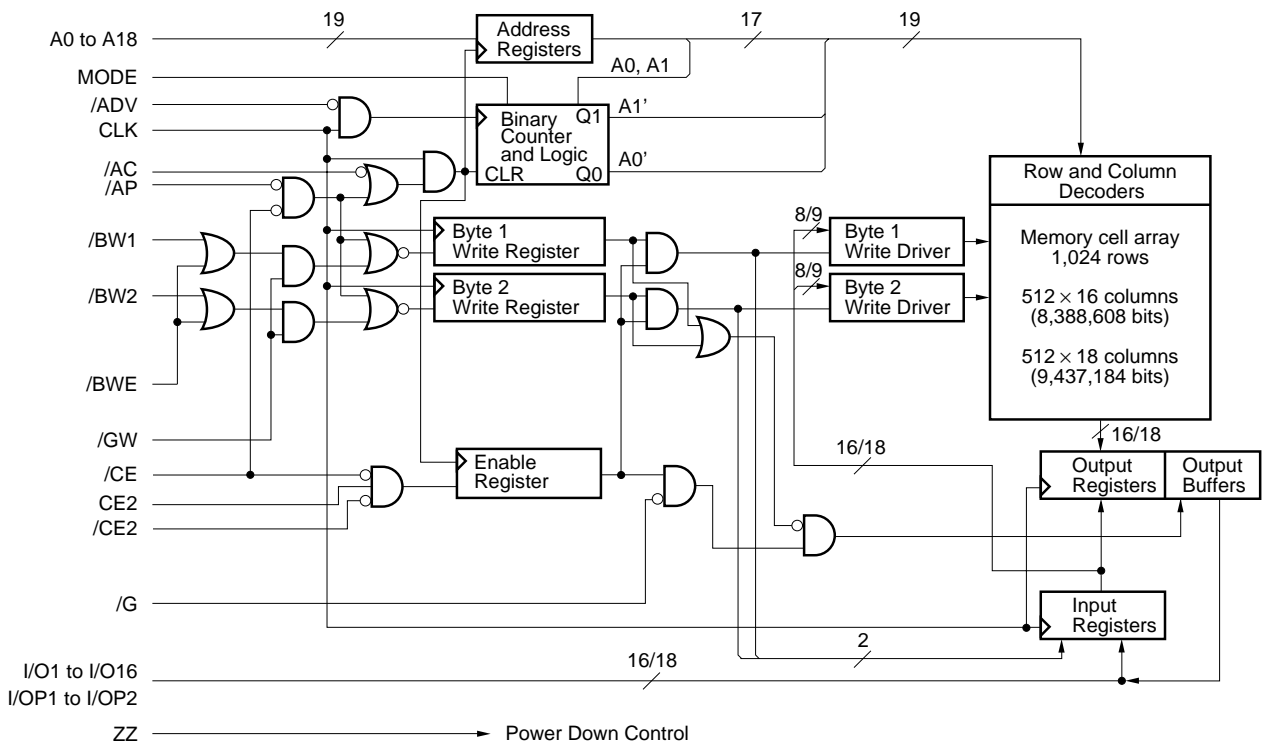 19
Address
Registers
17
19
A0 to A18
MODE
A0, A1
/ADV
CLK
Binary
Counter
and Logic
CLR
Q1
Q0
A1’
A0’
/AC
/AP
Row and Column
Decoders
/BW1
Byte 1
Write Register
8/9
Byte 1
Write Driver
Memory cell array
1,024 rows
512 × 16 columns
(8,388,608 bits)
512 × 18 columns
(9,437,184 bits)
/BW2
Byte 2
Write Register
8/9
Byte 2
Write Driver
/BWE
/GW
16/18
16/18
/CE
CE2
/CE2
Enable
Register
Output
Registers
Output
Buffers
/G
Input
Registers
2
I/O1 to I/O16
I/OP1 to I/OP2
16/18
ZZ
Power Down Control